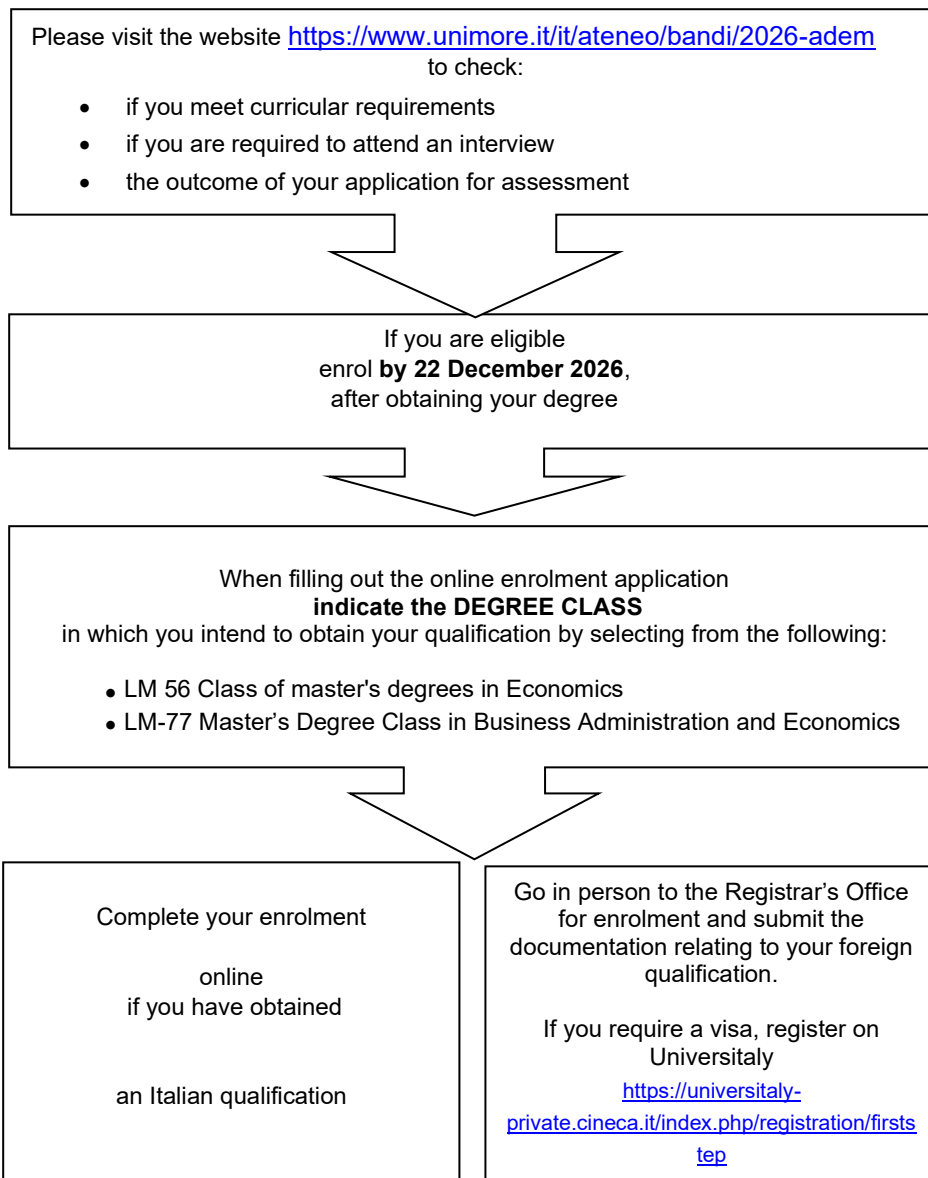 Please visit the website https://www.unimore.it/it/ateneo/bandi/2026-adem
to check:
• if you meet curricular requirements
• if you are required to attend an interview
• the outcome of your application for assessment
If you are eligible
enrol by 22 December 2026,
after obtaining your degree
When filling out the online enrolment application
indicate the DEGREE CLASS
in which you intend to obtain your qualification by selecting from the following:
• LM 56 Class of master's degrees in Economics
• LM-77 Master’s Degree Class in Business Administration and Economics
Complete your enrolment
online
if you have obtained
an Italian qualification
Go in person to the Registrar’s Office
for enrolment and submit the
documentation relating to your foreign
qualification.
If you require a visa, register on
Universitaly
https://universitaly-
private.cineca.it/index.php/registration/firsts
tep